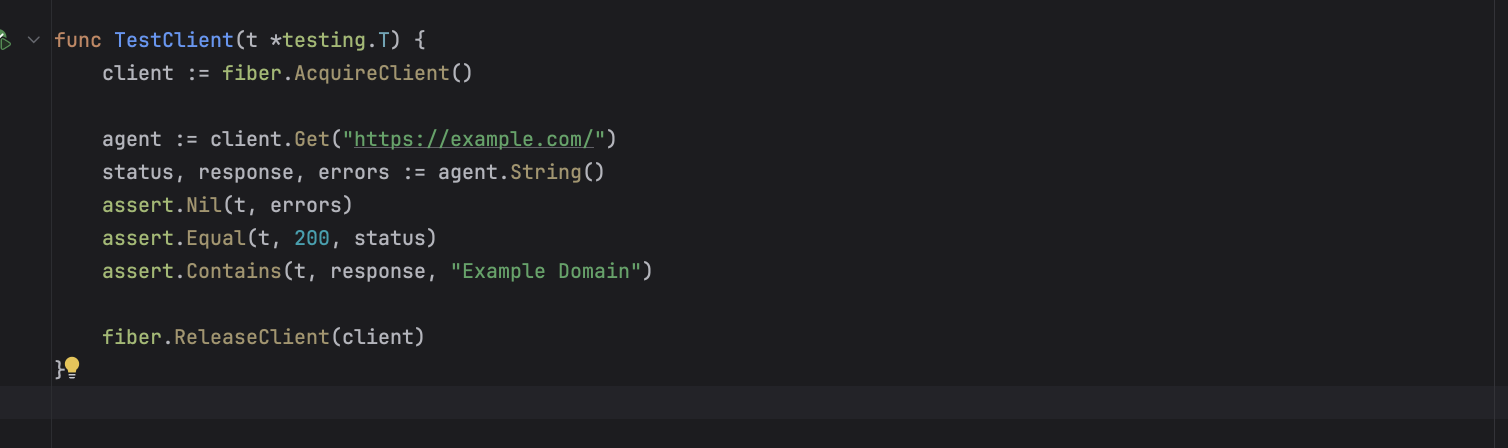 func TestClient(t *testing.T) {
    client := fiber.AcquireClient()

    agent := client.Get("https://example.com/")
    status, response, errors := agent.String()
    assert.Nil(t, errors)
    assert.Equal(t, 200, status)
    assert.Contains(t, response, "Example Domain")

    fiber.ReleaseClient(client)
}